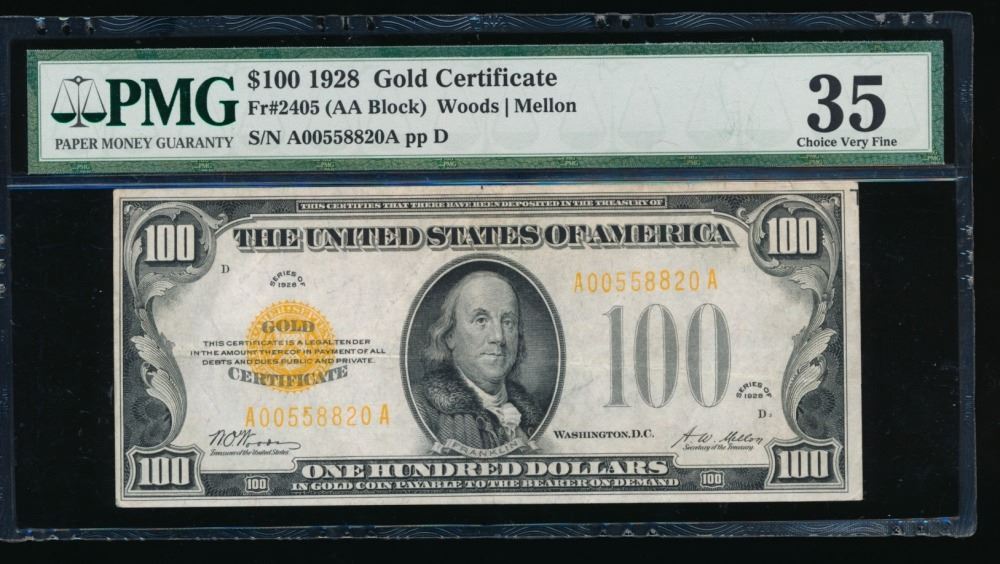 $100 1928 Gold Certificate
Fr#2405 (AA Block) Woods | Mellon
S/N A00558820A pp D
PMG
PAPER MONEY GUARANTY
35
Choice Very Fine
THIS CERTIFIES THAT THERE HAVE BEEN DEPOSITED IN THE TREASURY OF
THE UNITED STATES OF AMERICA
100
100
D
SERIES OF
1928
A00558820A
GOLD
THIS CERTIFICATE IS A LEGAL TENDER
IN THE AMOUNT THEREOF IN PAYMENT OF ALL
DEBTS AND DUES PUBLIC AND PRIVATE.
CERTIFICATE
100
SERIES OF
1928
A00558820A
D
WASHINGTON, D.C.
W.O. Woods
Treasurer of the United States
A. W. Mellon
Secretary of the Treasury
FRANKLIN
100
100
ONE HUNDRED DOLLARS
100
100
IN GOLD COIN PAYABLE TO THE BEARER ON DEMAND